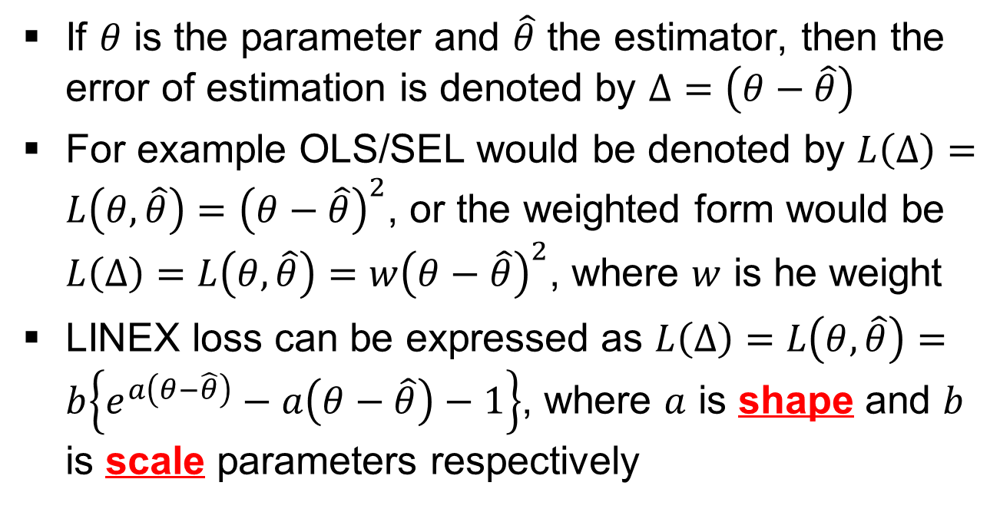 ▪ If θ is the parameter and θ̂ the estimator, then the
error of estimation is denoted by Δ = (θ − θ̂)
▪ For example OLS/SEL would be denoted by L(Δ) =
L(θ, θ̂) = (θ − θ̂)², or the weighted form would be
L(Δ) = L(θ, θ̂) = w(θ − θ̂)², where w is he weight
▪ LINEX loss can be expressed as L(Δ) = L(θ, θ̂) =
b{e^{a(θ−θ̂)} − a(θ − θ̂) − 1}, where a is shape and b
is scale parameters respectively